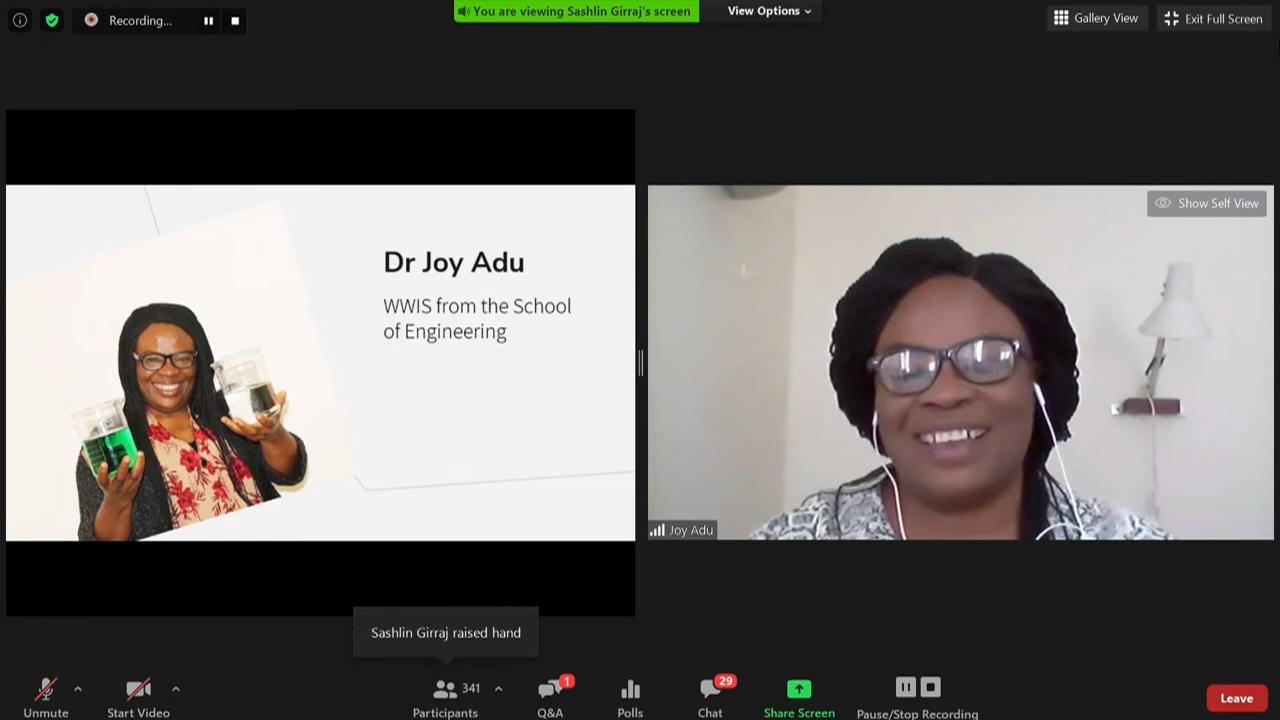 Recording...
You are viewing Sashlin Girraj's screen
View Options
Gallery View
Exit Full Screen
Show Self View
Dr Joy Adu
WWIS from the School
of Engineering
Joy Adu
Sashlin Girraj raised hand
341
1
29
Unmute
Start Video
Participants
Q&A
Polls
Chat
Share Screen
Pause/Stop Recording
Leave